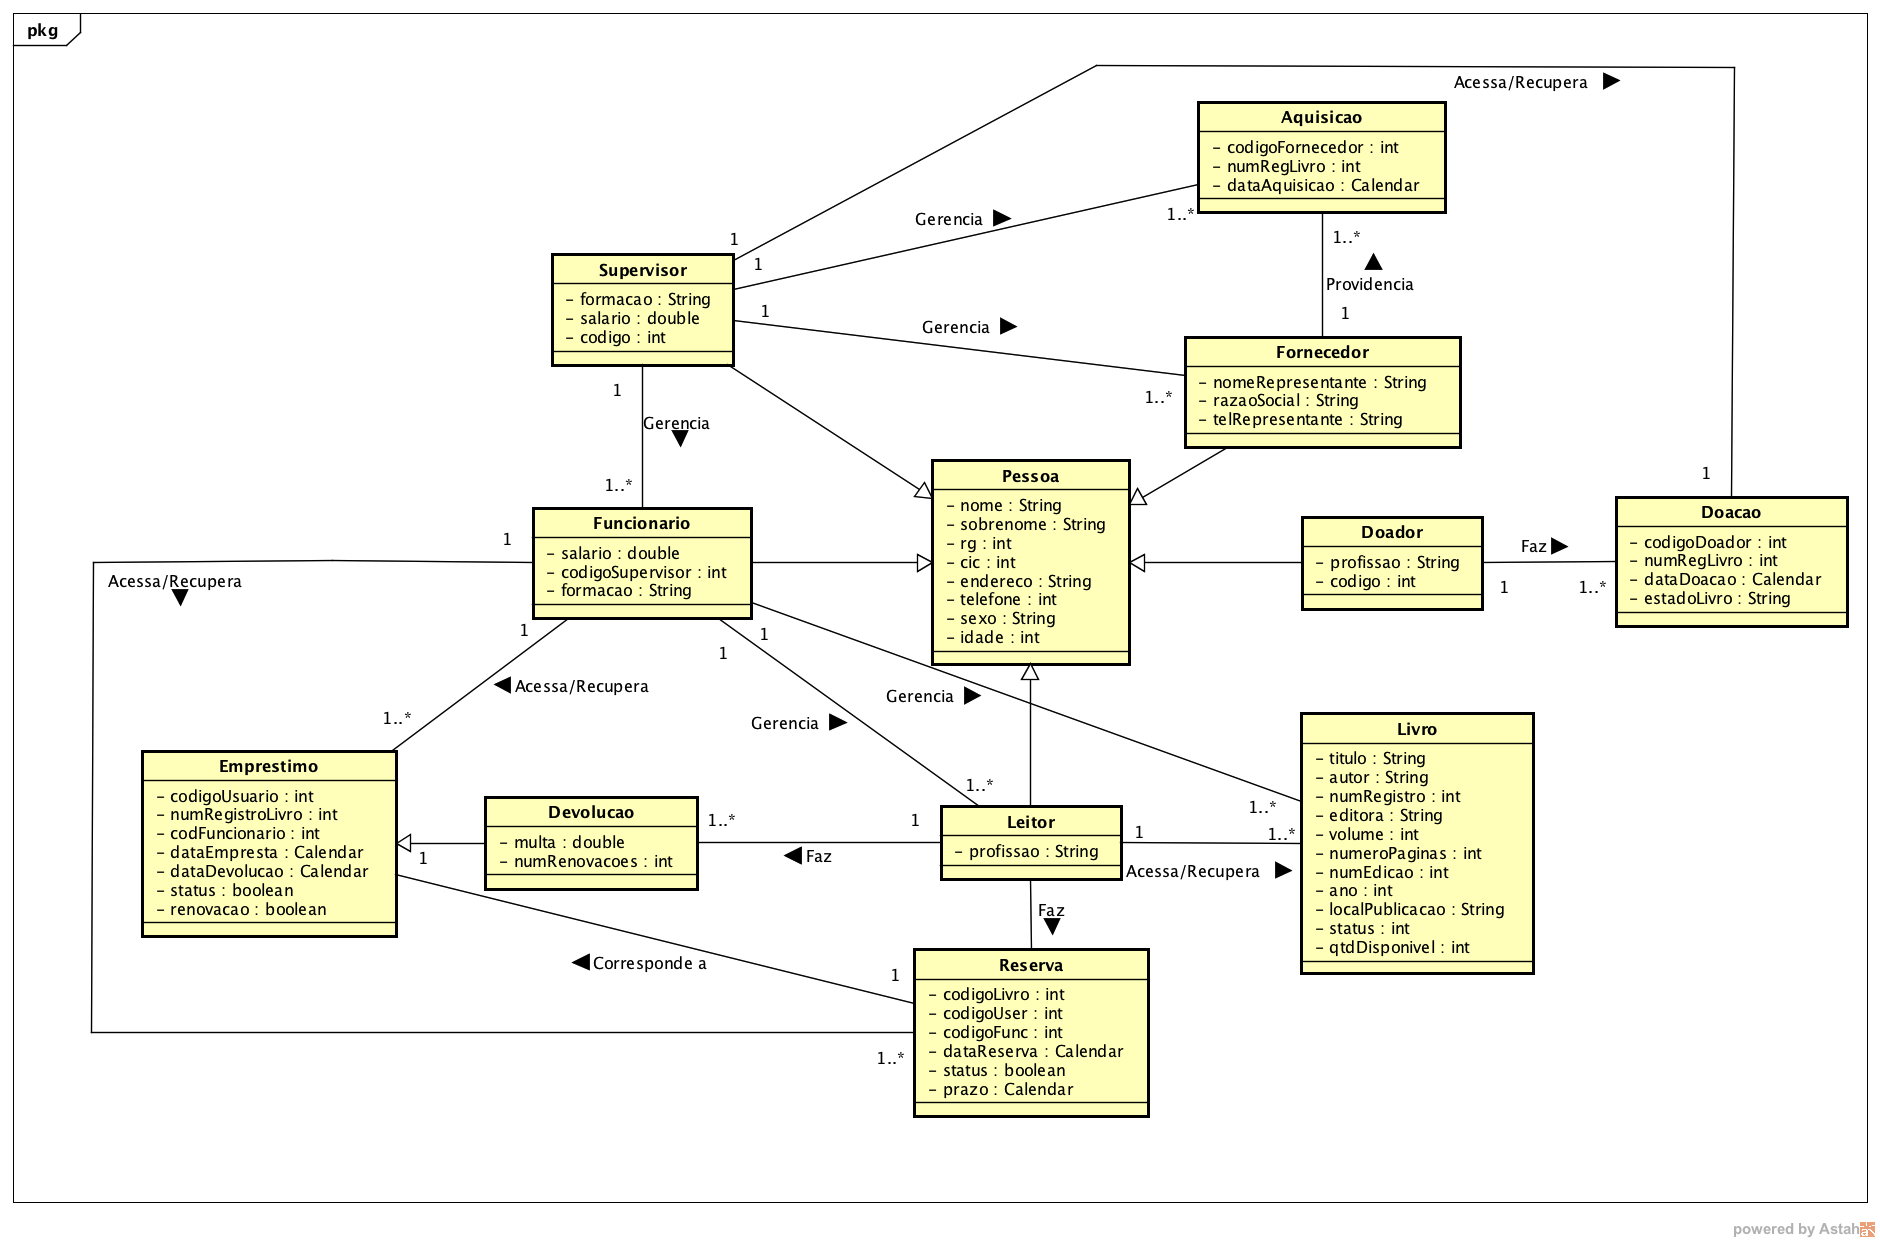 pkg
Acessa/Recupera
Aquisicao
- codigoFornecedor : int
- numRegLivro : int
- dataAquisicao : Calendar
Gerencia
1..*
1
1
1..*
Providencia
1
Supervisor
- formacao : String
- salario : double
- codigo : int
1
Gerencia
1..*
Fornecedor
- nomeRepresentante : String
- razaoSocial : String
- telRepresentante : String
1
Gerencia
1..*
Pessoa
- nome : String
- sobrenome : String
- rg : int
- cic : int
- endereco : String
- telefone : int
- sexo : String
- idade : int
1
Doacao
- codigoDoador : int
- numRegLivro : int
- dataDoacao : Calendar
- estadoLivro : String
Doador
- profissao : String
- codigo : int
Faz
1
1..*
Funcionario
- salario : double
- codigoSupervisor : int
- formacao : String
1
Acessa/Recupera
1
1
1
Acessa/Recupera
1..*
Gerencia
Gerencia
1..*
1..*
Livro
- titulo : String
- autor : String
- numRegistro : int
- editora : String
- volume : int
- numeroPaginas : int
- numEdicao : int
- ano : int
- localPublicacao : String
- status : int
- qtdDisponivel : int
Emprestimo
- codigoUsuario : int
- numRegistroLivro : int
- codFuncionario : int
- dataEmpresta : Calendar
- dataDevolucao : Calendar
- status : boolean
- renovacao : boolean
Devolucao
- multa : double
- numRenovacoes : int
1..*
1
Faz
Leitor
- profissao : String
1
1..*
Acessa/Recupera
1
Faz
Corresponde a
1
Reserva
- codigoLivro : int
- codigoUser : int
- codigoFunc : int
- dataReserva : Calendar
- status : boolean
- prazo : Calendar
1..*
powered by Astah